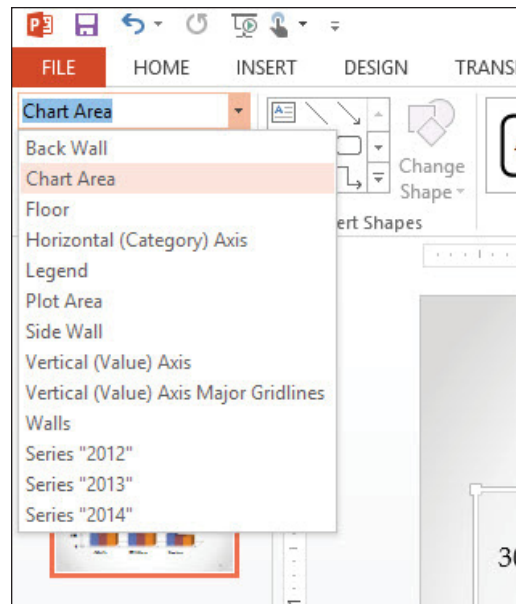 FILE HOME INSERT DESIGN TRANS
Chart Area
Back Wall
Chart Area
Floor
Horizontal (Category) Axis
Legend
Plot Area
Side Wall
Vertical (Value) Axis
Vertical (Value) Axis Major Gridlines
Walls
Series "2012"
Series "2013"
Series "2014"
Change
Shape
ert Shapes
30